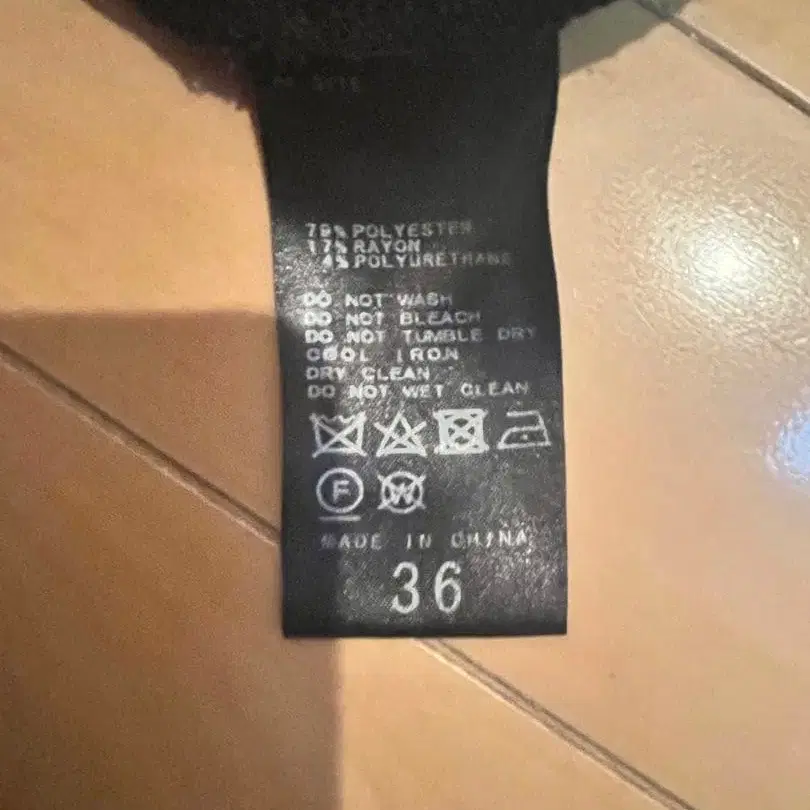 79% POLYESTER
17% RAYON
4% POLYURETHANE
DO NOT WASH
DO NOT BLEACH
DO NOT TUMBLE DRY
COOL IRON
DRY CLEAN
DO NOT WET CLEAN
F W
MADE IN CHINA
36